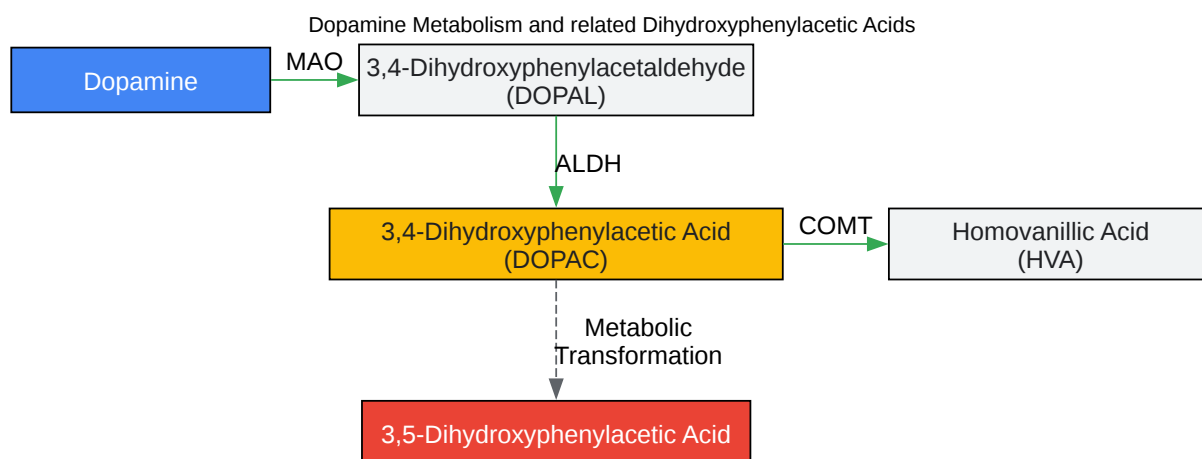 Dopamine Metabolism and related Dihydroxyphenylacetic Acids
Dopamine
MAO
3,4-Dihydroxyphenylacetaldehyde
(DOPAL)
ALDH
3,4-Dihydroxyphenylacetic Acid
(DOPAC)
COMT
Homovanillic Acid
(HVA)
Metabolic
Transformation
3,5-Dihydroxyphenylacetic Acid